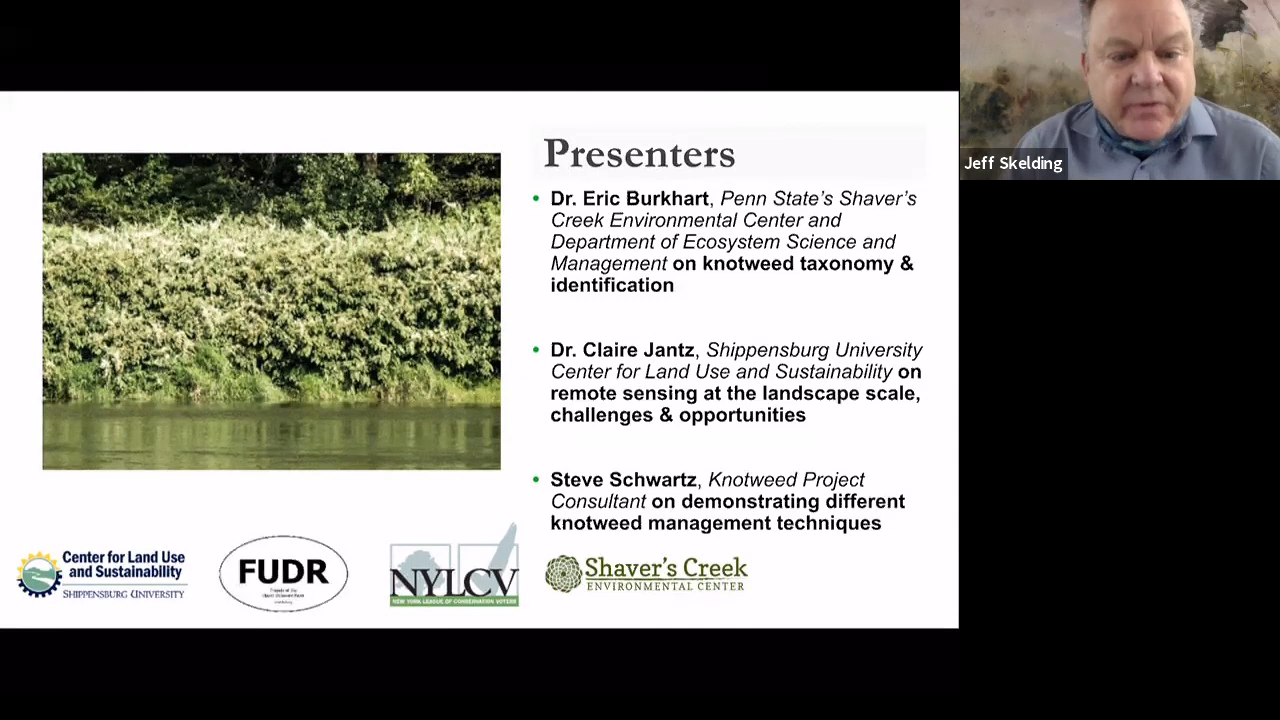 Presenters
• Dr. Eric Burkhart, Penn State’s Shaver’s
Creek Environmental Center and
Department of Ecosystem Science and
Management on knotweed taxonomy &
identification
• Dr. Claire Jantz, Shippensburg University
Center for Land Use and Sustainability on
remote sensing at the landscape scale,
challenges & opportunities
• Steve Schwartz, Knotweed Project
Consultant on demonstrating different
knotweed management techniques
Center for Land Use
and Sustainability
SHIPPENSBURG UNIVERSITY
FUDR
NYLCV
NEW YORK LEAGUE OF CONSERVATION VOTERS
Shaver's Creek
ENVIRONMENTAL CENTER
Jeff Skelding